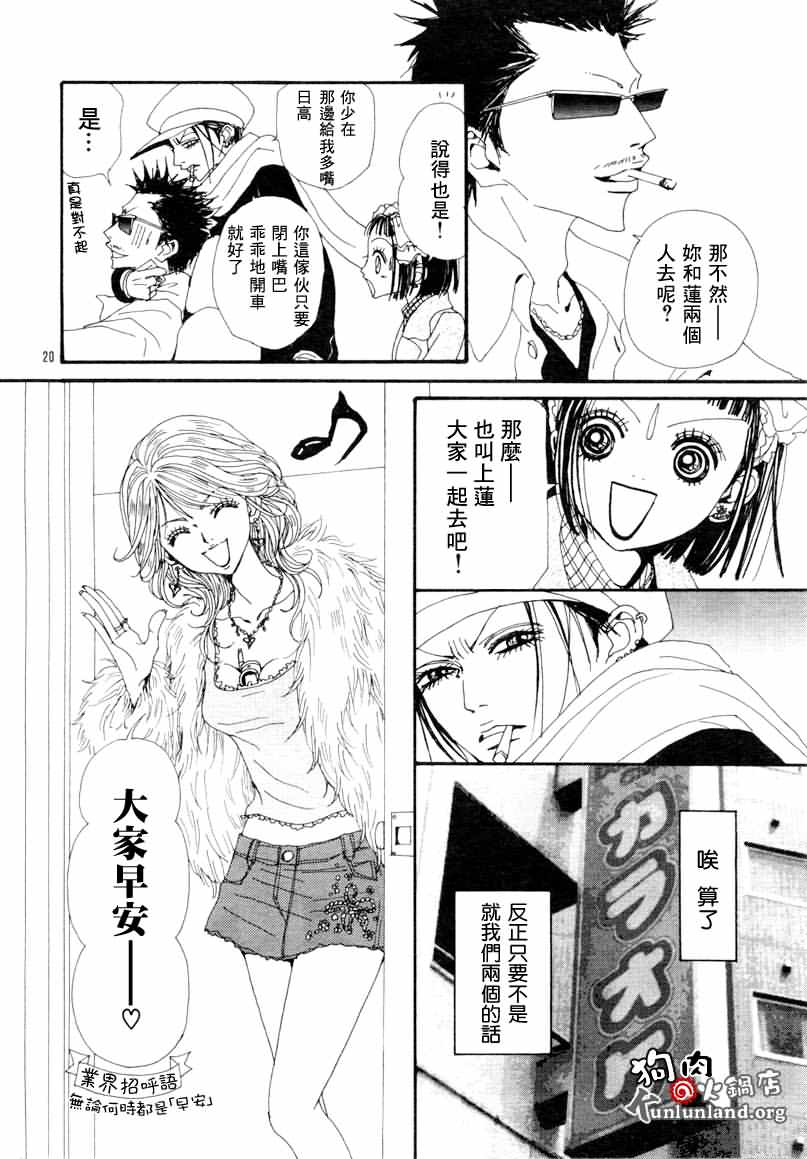 那不然——
妳和蓮兩個
人去呢？
說得也是！
你少在
那邊給我多嘴
日高
你這傢伙只要
閉上嘴巴
乖乖地開車
就好了
是…
真是對不起
20
那麼——
也叫上蓮
大家一起去吧！
大家早安——♡
業界招呼語
無論何時都是「早安」
唉 算了
反正只要不是
就我們兩個的話
カラオケ
狗肉
火鍋店
kunlunland.org